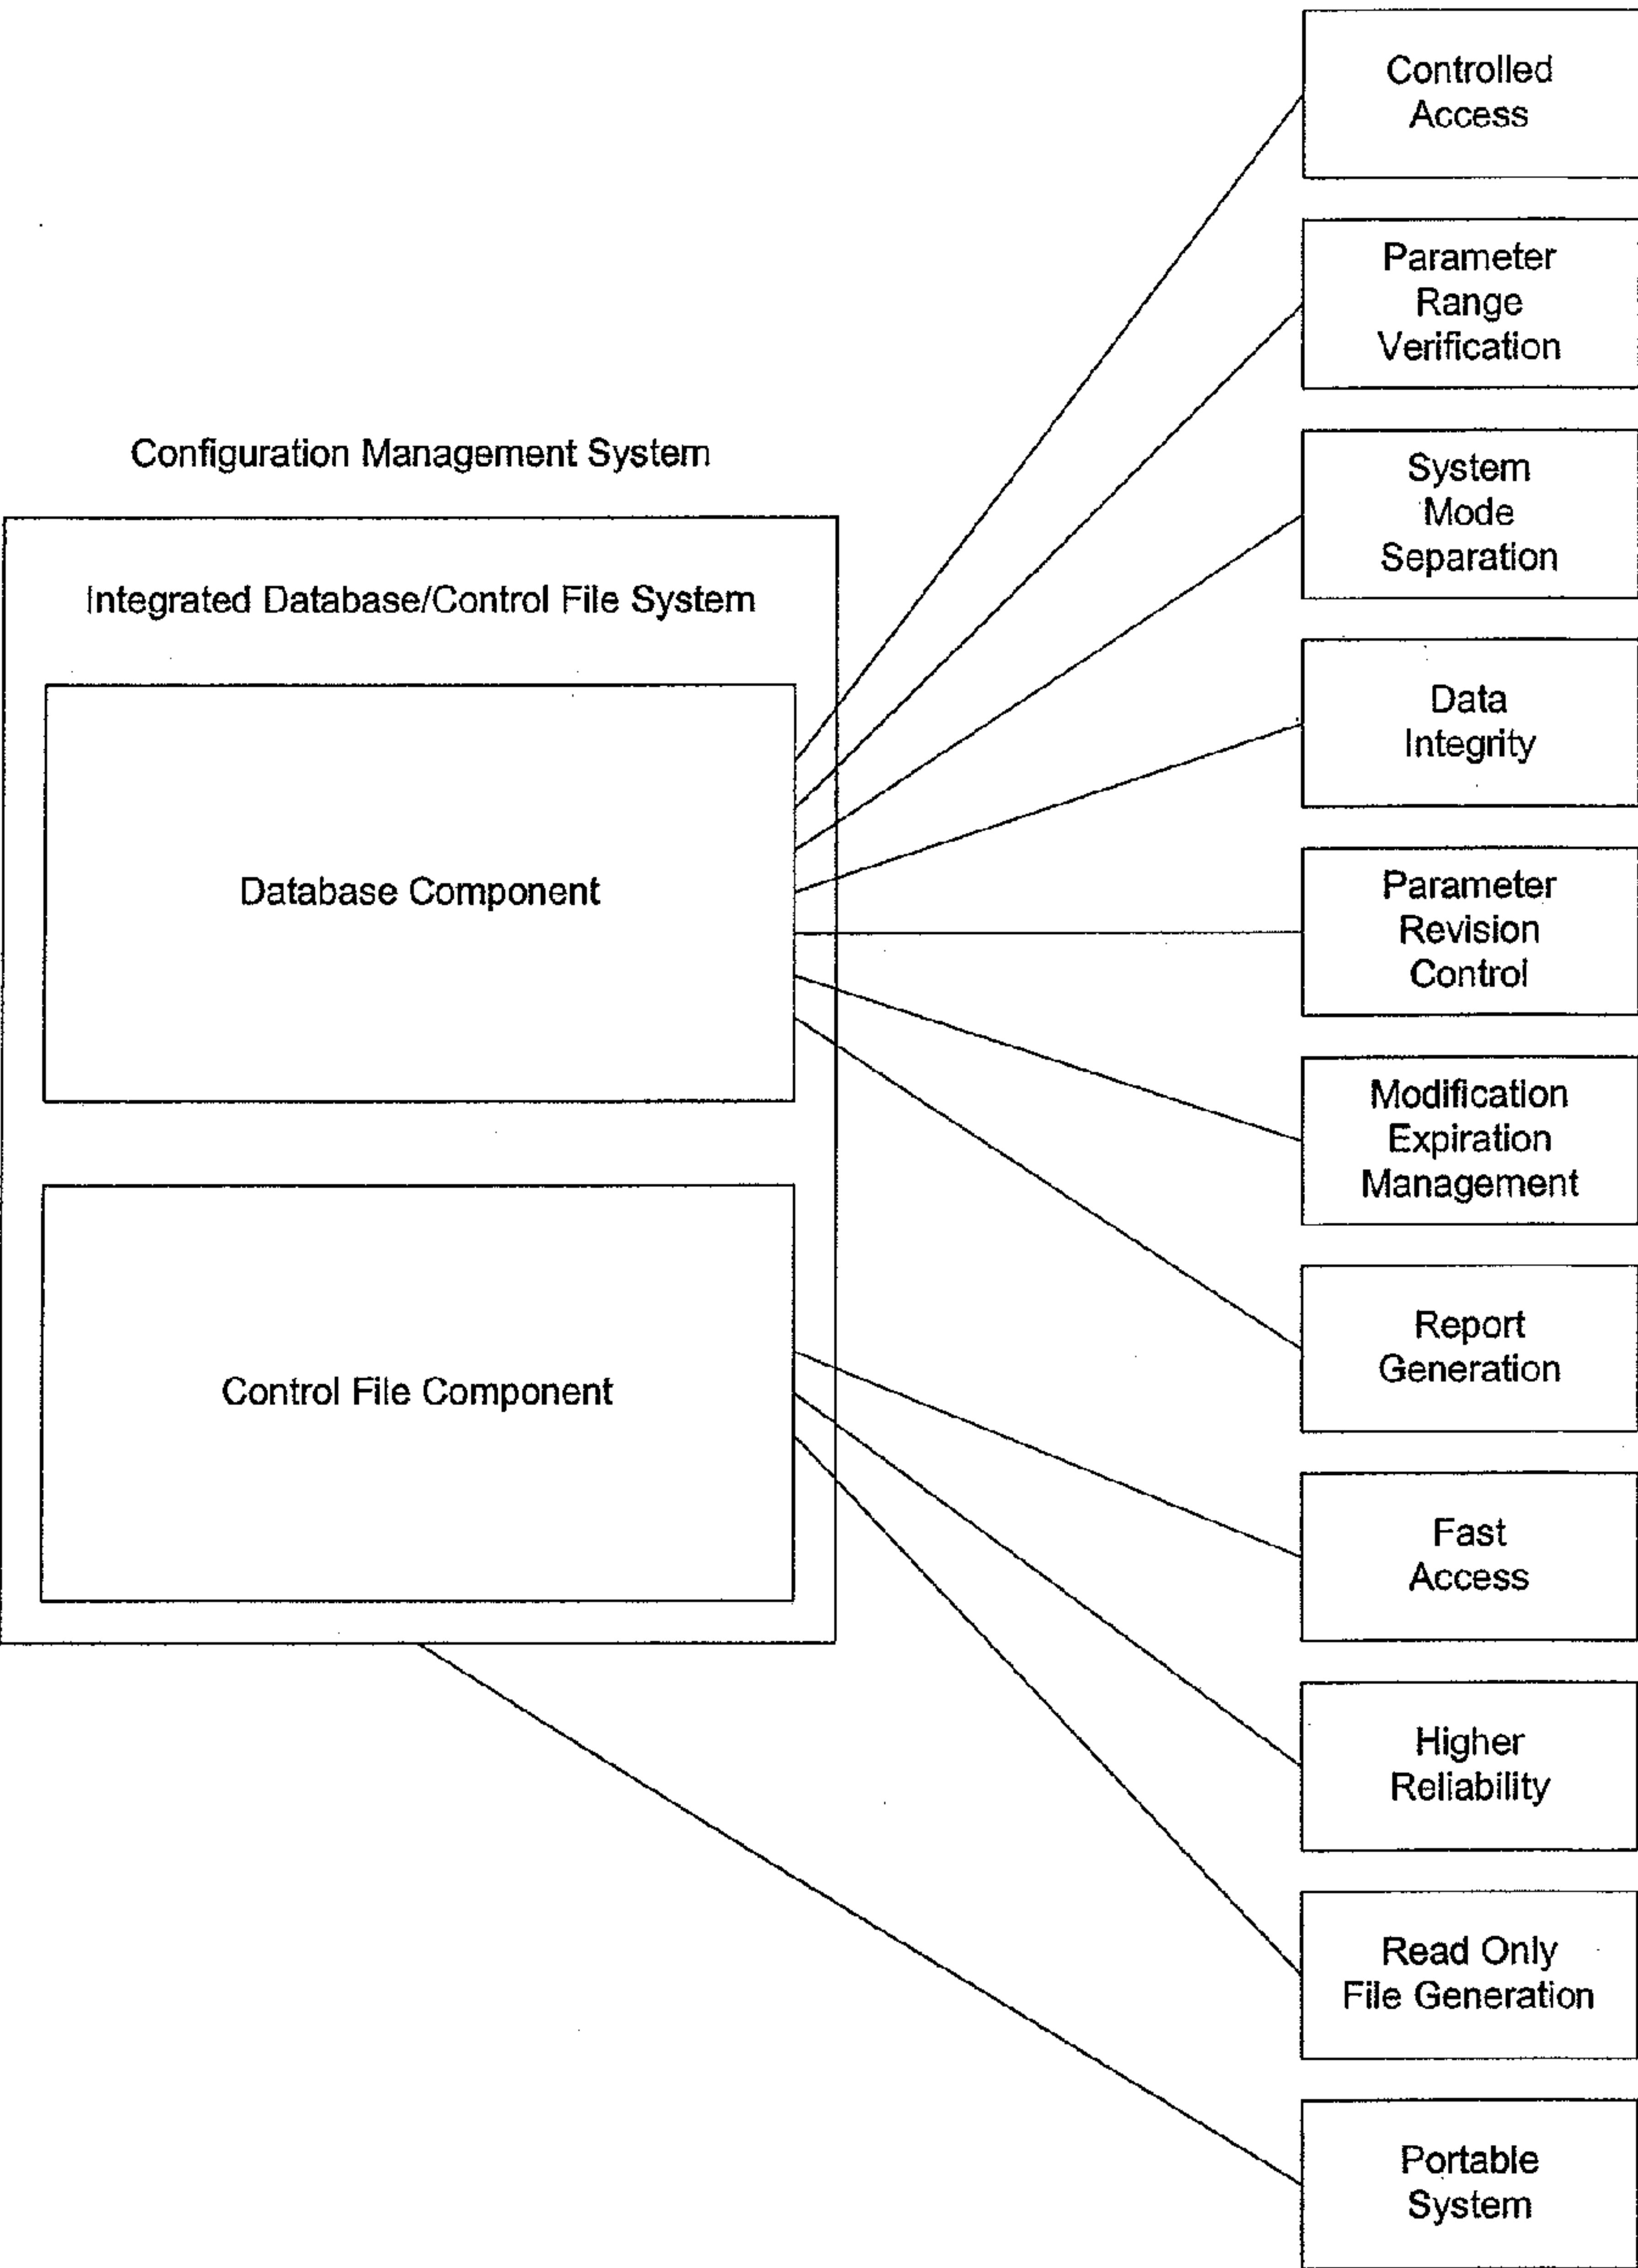 Controlled
Access
Parameter
Range
Verification
Configuration Management System
System
Mode
Separation
Integrated Database/Control File System
Data
Integrity
Database Component
Parameter
Revision
Control
Modification
Expiration
Management
Report
Generation
Control File Component
Fast
Access
Higher
Reliability
Read Only
File Generation
Portable
System